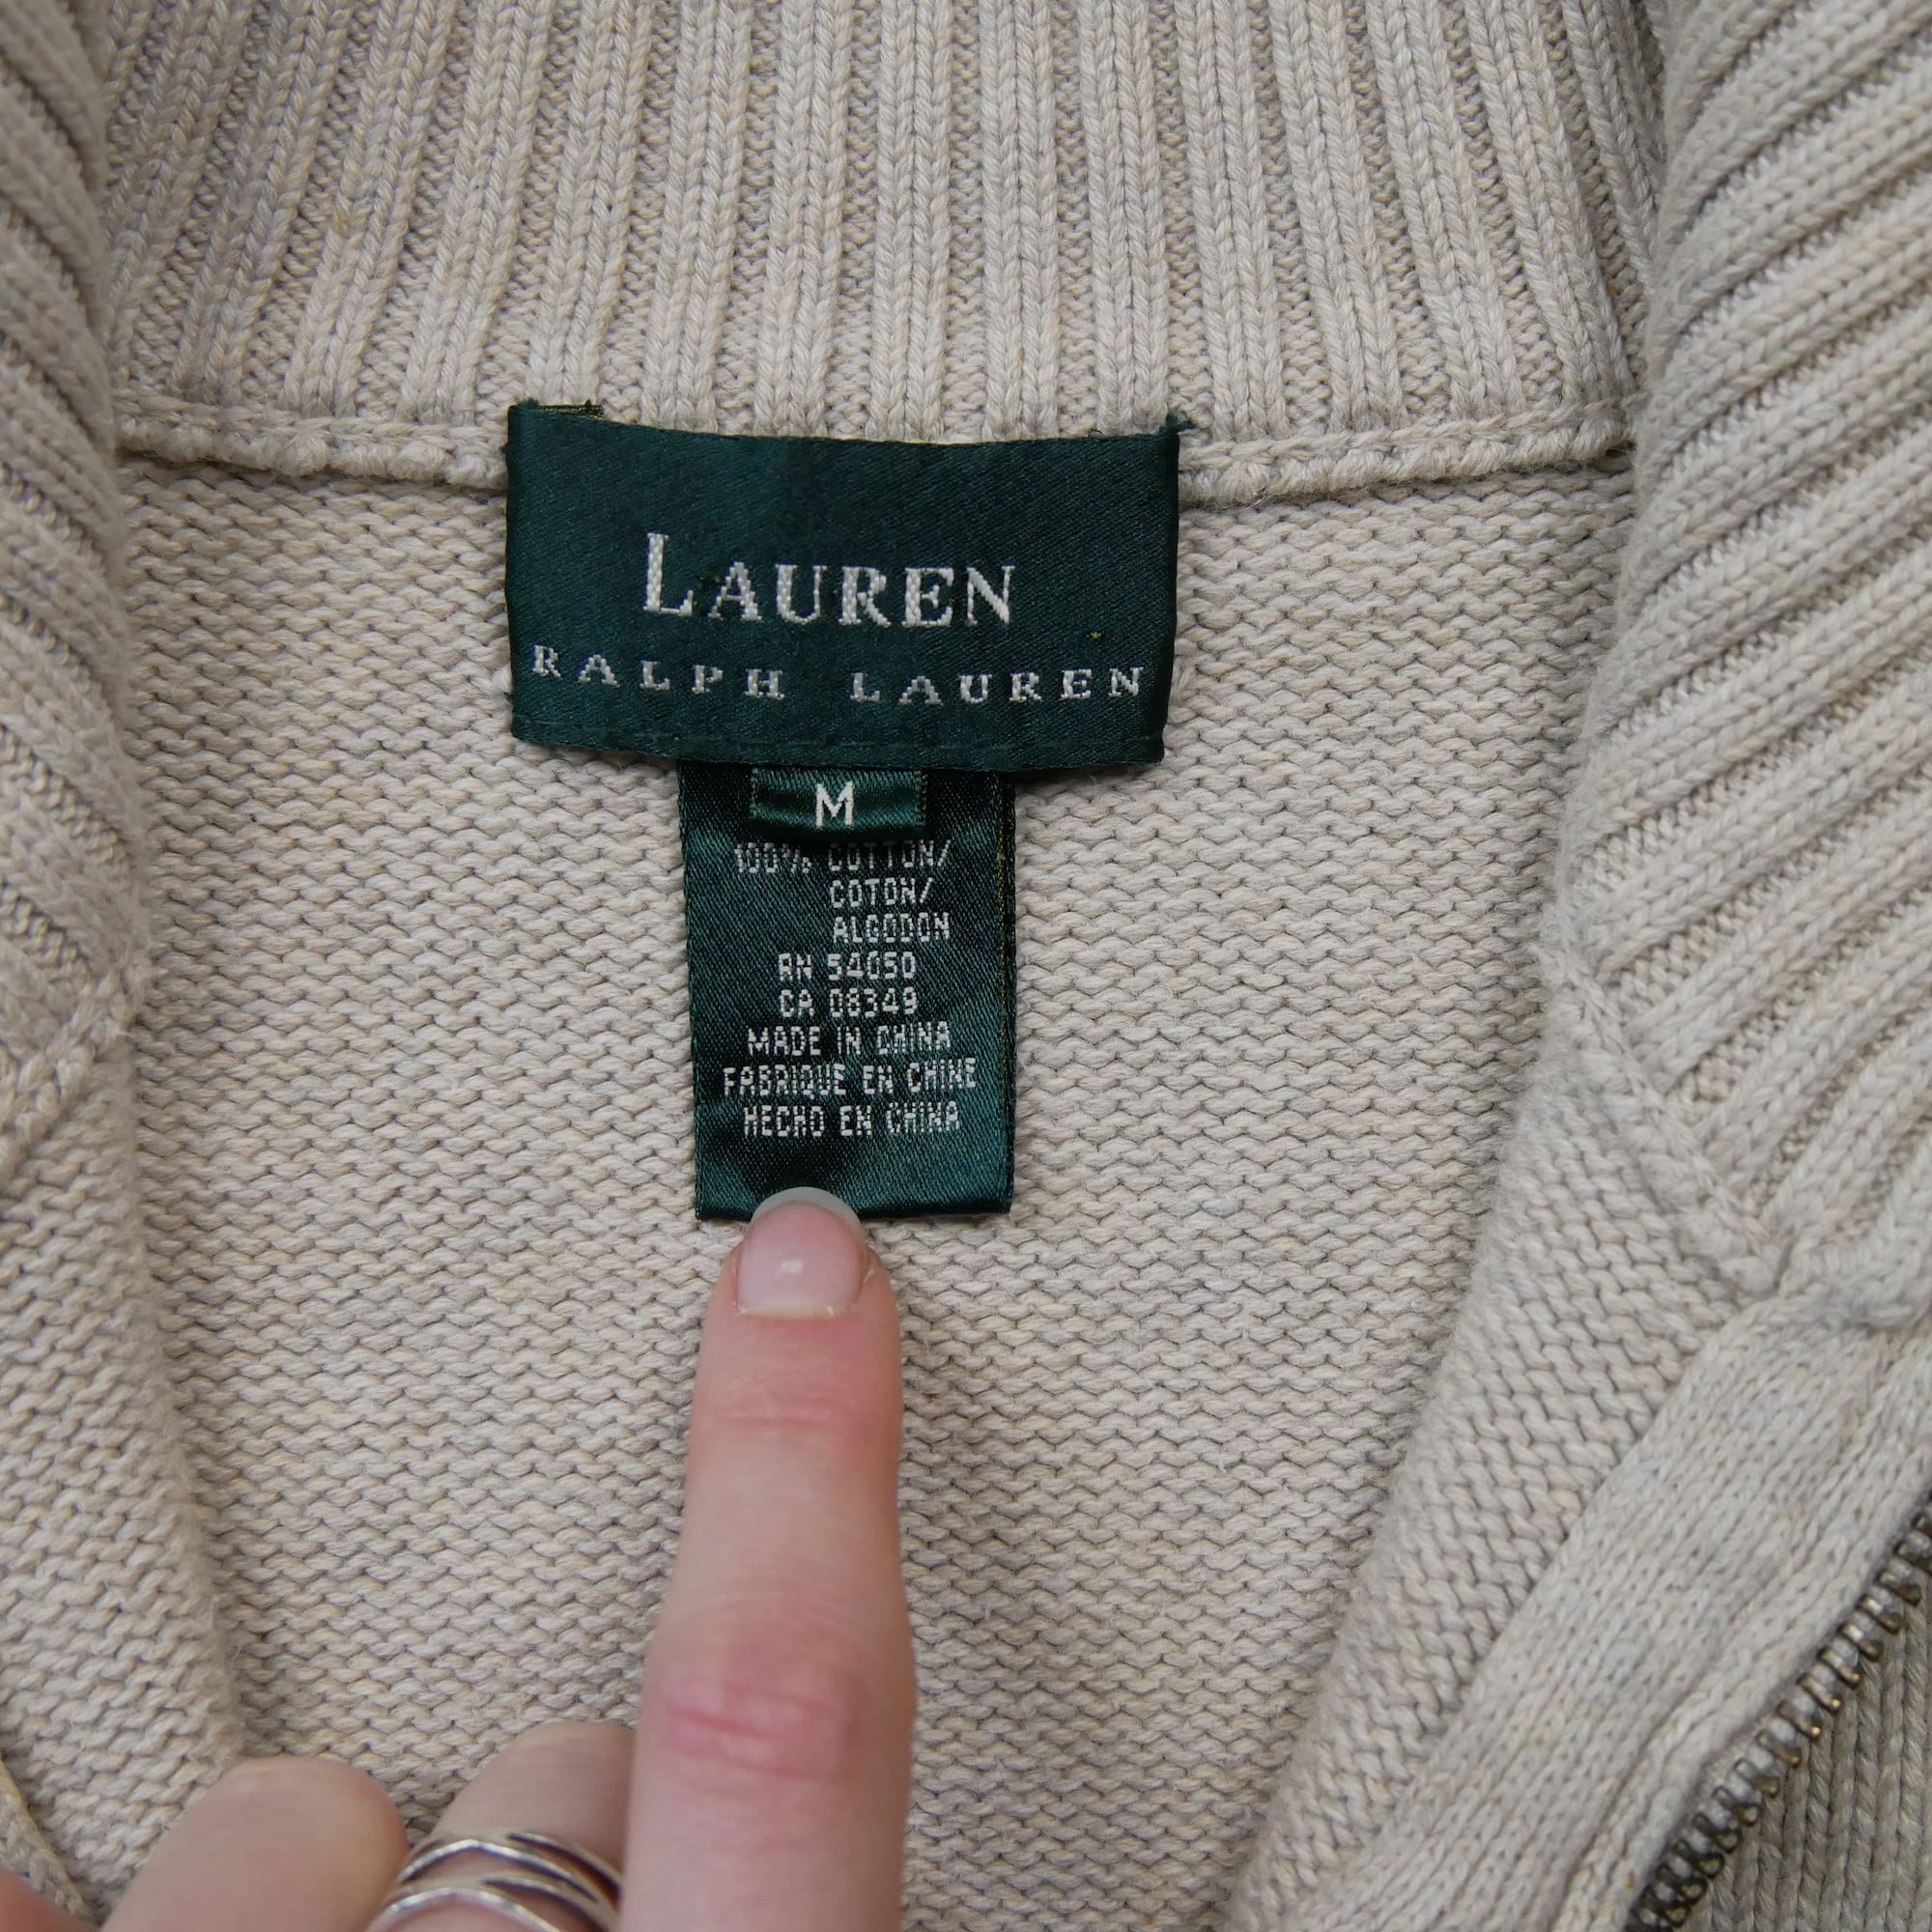 LAUREN
RALPH LAUREN
M
100% COTTON/
COTON/
ALGODON
RN 54050
CA 08349
MADE IN CHINA
FABRIQUE EN CHINE
HECHO EN CHINA